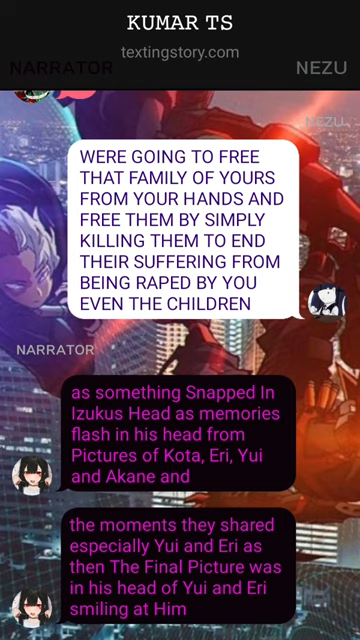 KUMAR TS
textingstory.com
NARRATOR
NEZU
NEZU
WERE GOING TO FREE
THAT FAMILY OF YOURS
FROM YOUR HANDS AND
FREE THEM BY SIMPLY
KILLING THEM TO END
THEIR SUFFERING FROM
BEING RAPED BY YOU
EVEN THE CHILDREN
NARRATOR
as something Snapped In
Izukus Head as memories
flash in his head from
Pictures of Kota, Eri, Yui
and Akane and
the moments they shared
especially Yui and Eri as
then The Final Picture was
in his head of Yui and Eri
smiling at Him